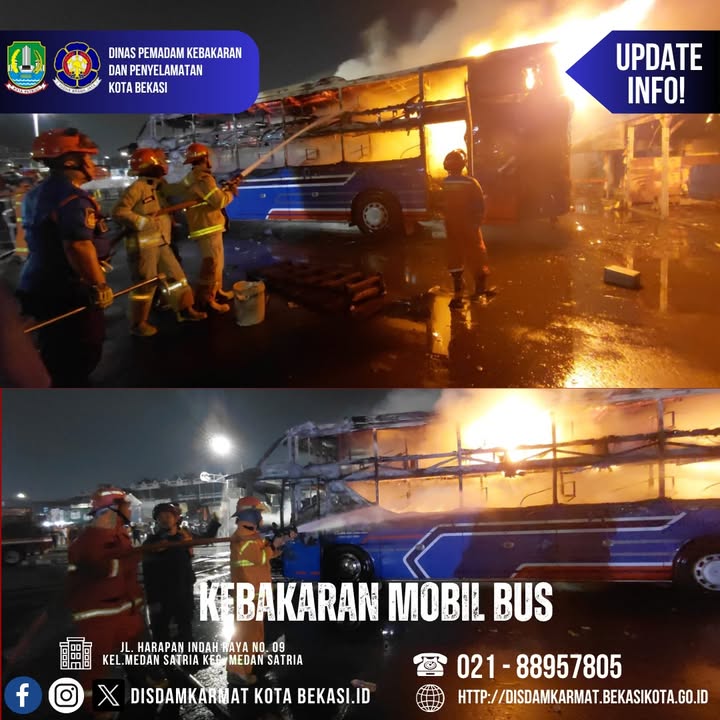 DINAS PEMADAM KEBAKARAN
DAN PENYELAMATAN
KOTA BEKASI
UPDATE
INFO!
KEBAKARAN MOBIL BUS
JL. HARAPAN INDAH RAYA NO. 09
KEL.MEDAN SATRIA KEC. MEDAN SATRIA
021 - 88957805
DISDAMKARMAT KOTA BEKASI.ID
HTTP://DISDAMKARMAT.BEKASIKOTA.GO.ID